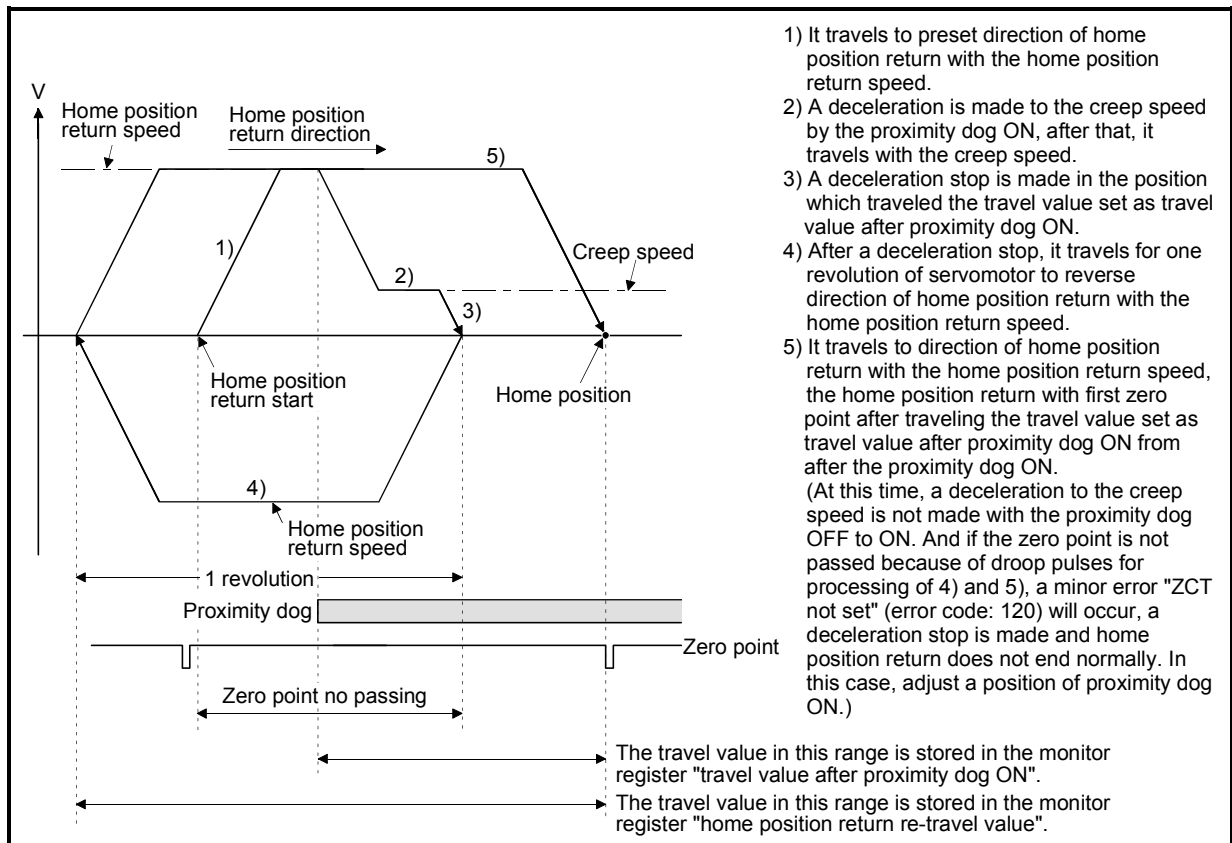 V
Home position
return speed
Home position
return direction
5)
1)
2)
Creep speed
3)
Home position
return start
Home position
4)
Home position
return speed
1 revolution
Proximity dog
Zero point
Zero point no passing
1) It travels to preset direction of home
position return with the home position
return speed.
2) A deceleration is made to the creep speed
by the proximity dog ON, after that, it
travels with the creep speed.
3) A deceleration stop is made in the position
which traveled the travel value set as travel
value after proximity dog ON.
4) After a deceleration stop, it travels for one
revolution of servomotor to reverse
direction of home position return with the
home position return speed.
5) It travels to direction of home position
return with the home position return speed,
the home position return with first zero
point after traveling the travel value set as
travel value after proximity dog ON from
after the proximity dog ON.
(At this time, a deceleration to the creep
speed is not made with the proximity dog
OFF to ON. And if the zero point is not
passed because of droop pulses for
processing of 4) and 5), a minor error "ZCT
not set" (error code: 120) will occur, a
deceleration stop is made and home
position return does not end normally. In
this case, adjust a position of proximity dog
ON.)
The travel value in this range is stored in the monitor
register "travel value after proximity dog ON".
The travel value in this range is stored in the monitor
register "home position return re-travel value".